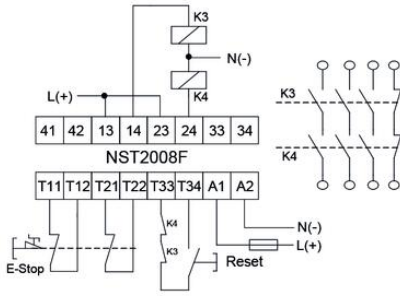 K3
N(-)
K4
L(+)
41 42 13 14 23 24 33 34
NST2008F
T11 T12 T21 T22 T33 T34 A1 A2
K3
K4
K4
K3
N(-)
L(+)
E-Stop
Reset